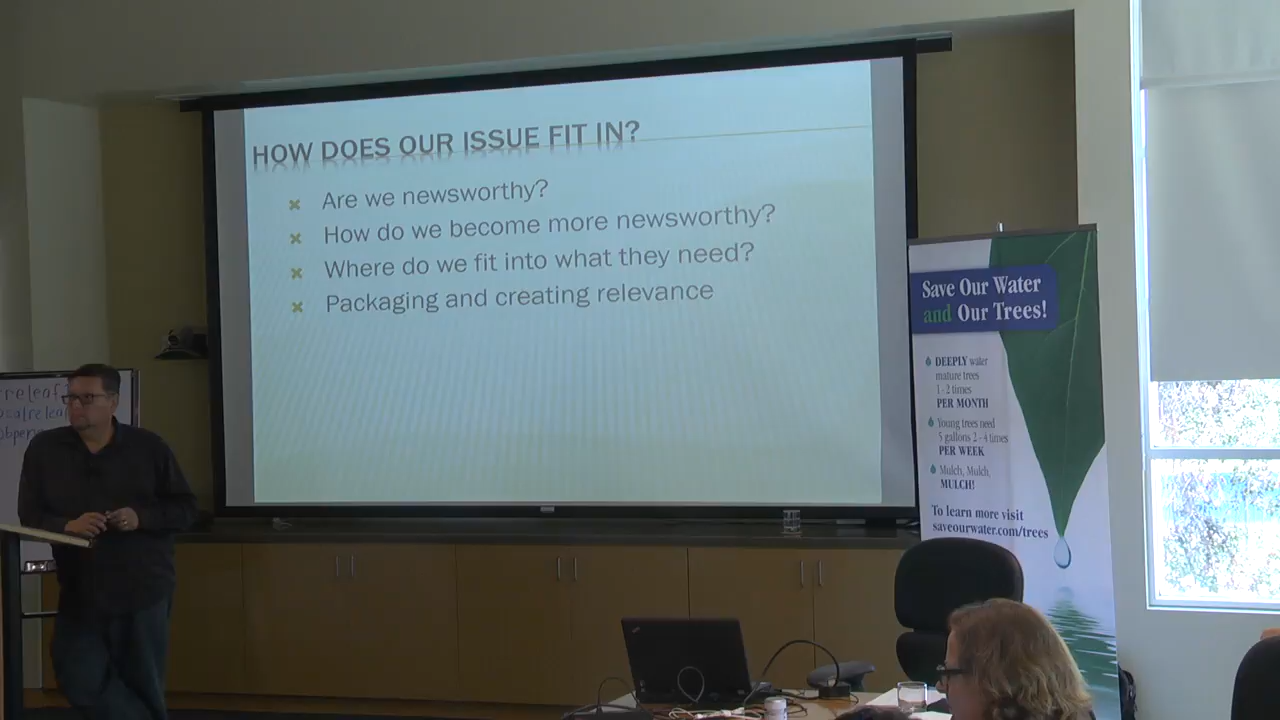 HOW DOES OUR ISSUE FIT IN?
Are we newsworthy?
How do we become more newsworthy?
Where do we fit into what they need?
Packaging and creating relevance
Save Our Water
and Our Trees!
DEEPLY water
mature trees
1 - 2 times
PER MONTH
Young trees need
5 gallons 2 - 4 times
PER WEEK
Mulch, Mulch,
MULCH!
To learn more visit
saveourwater.com/trees